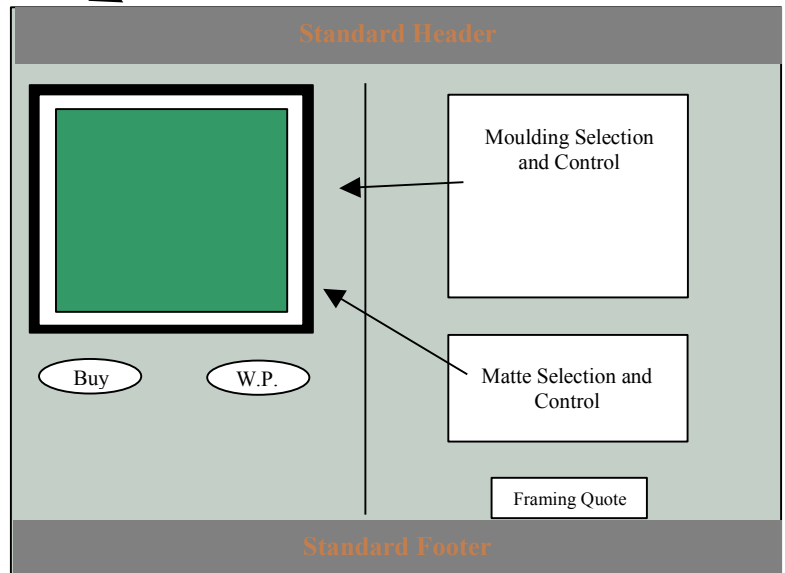 Standard Header
Moulding Selection
and Control
Buy
W.P.
Matte Selection and
Control
Framing Quote
Standard Footer